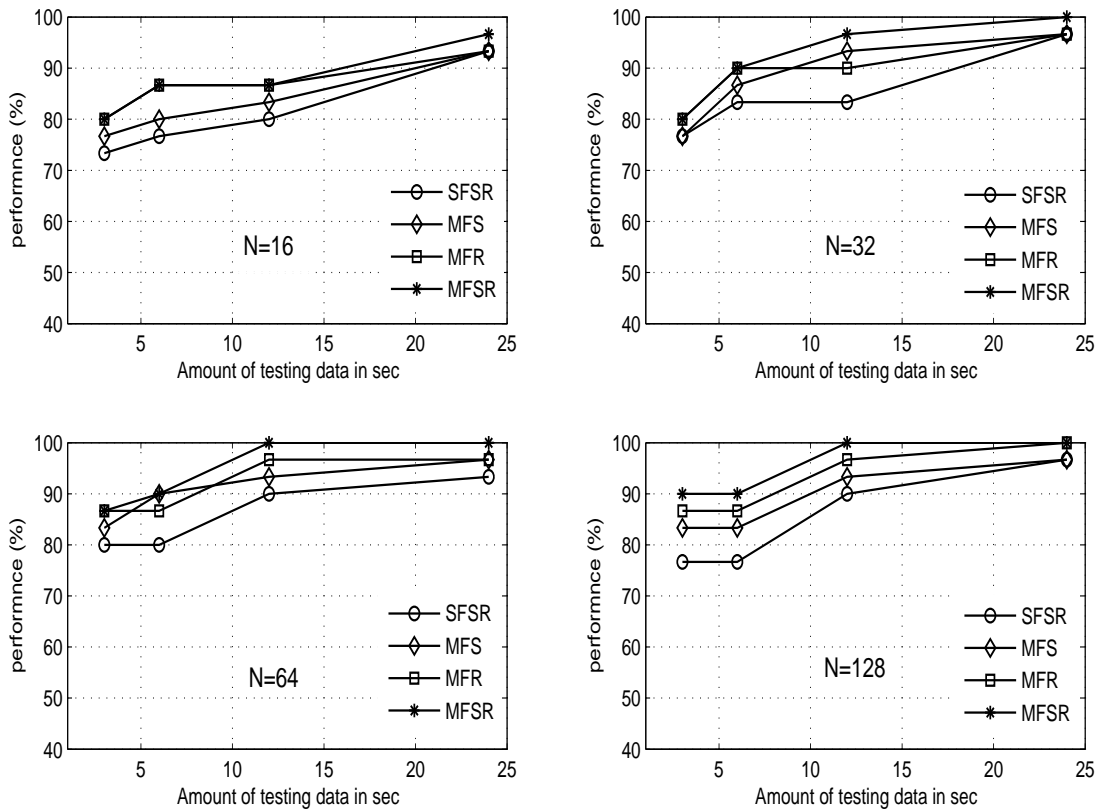 100
90
80
70
60
50
40
performnce (%)
SFSR
MFS
MFR
MFSR
N=16
5 10 15 20 25
Amount of testing data in sec
100
90
80
70
60
50
40
performnce (%)
SFSR
MFS
MFR
MFSR
N=32
5 10 15 20 25
Amount of testing data in sec
100
90
80
70
60
50
40
performnce (%)
SFSR
MFS
MFR
MFSR
N=64
5 10 15 20 25
Amount of testing data in sec
100
90
80
70
60
50
40
performnce (%)
SFSR
MFS
MFR
MFSR
N=128
5 10 15 20 25
Amount of testing data in sec